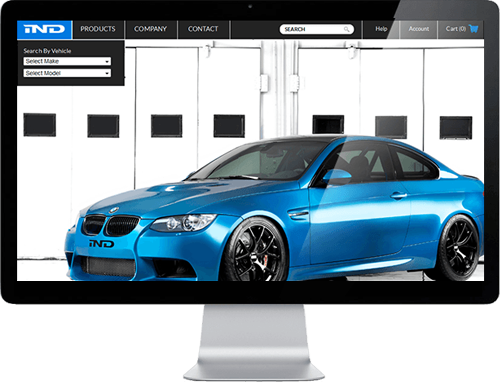 IND PRODUCTS COMPANY CONTACT SEARCH Help Account Cart (0)
Search By Vehicle
Select Make
Select Model
IND